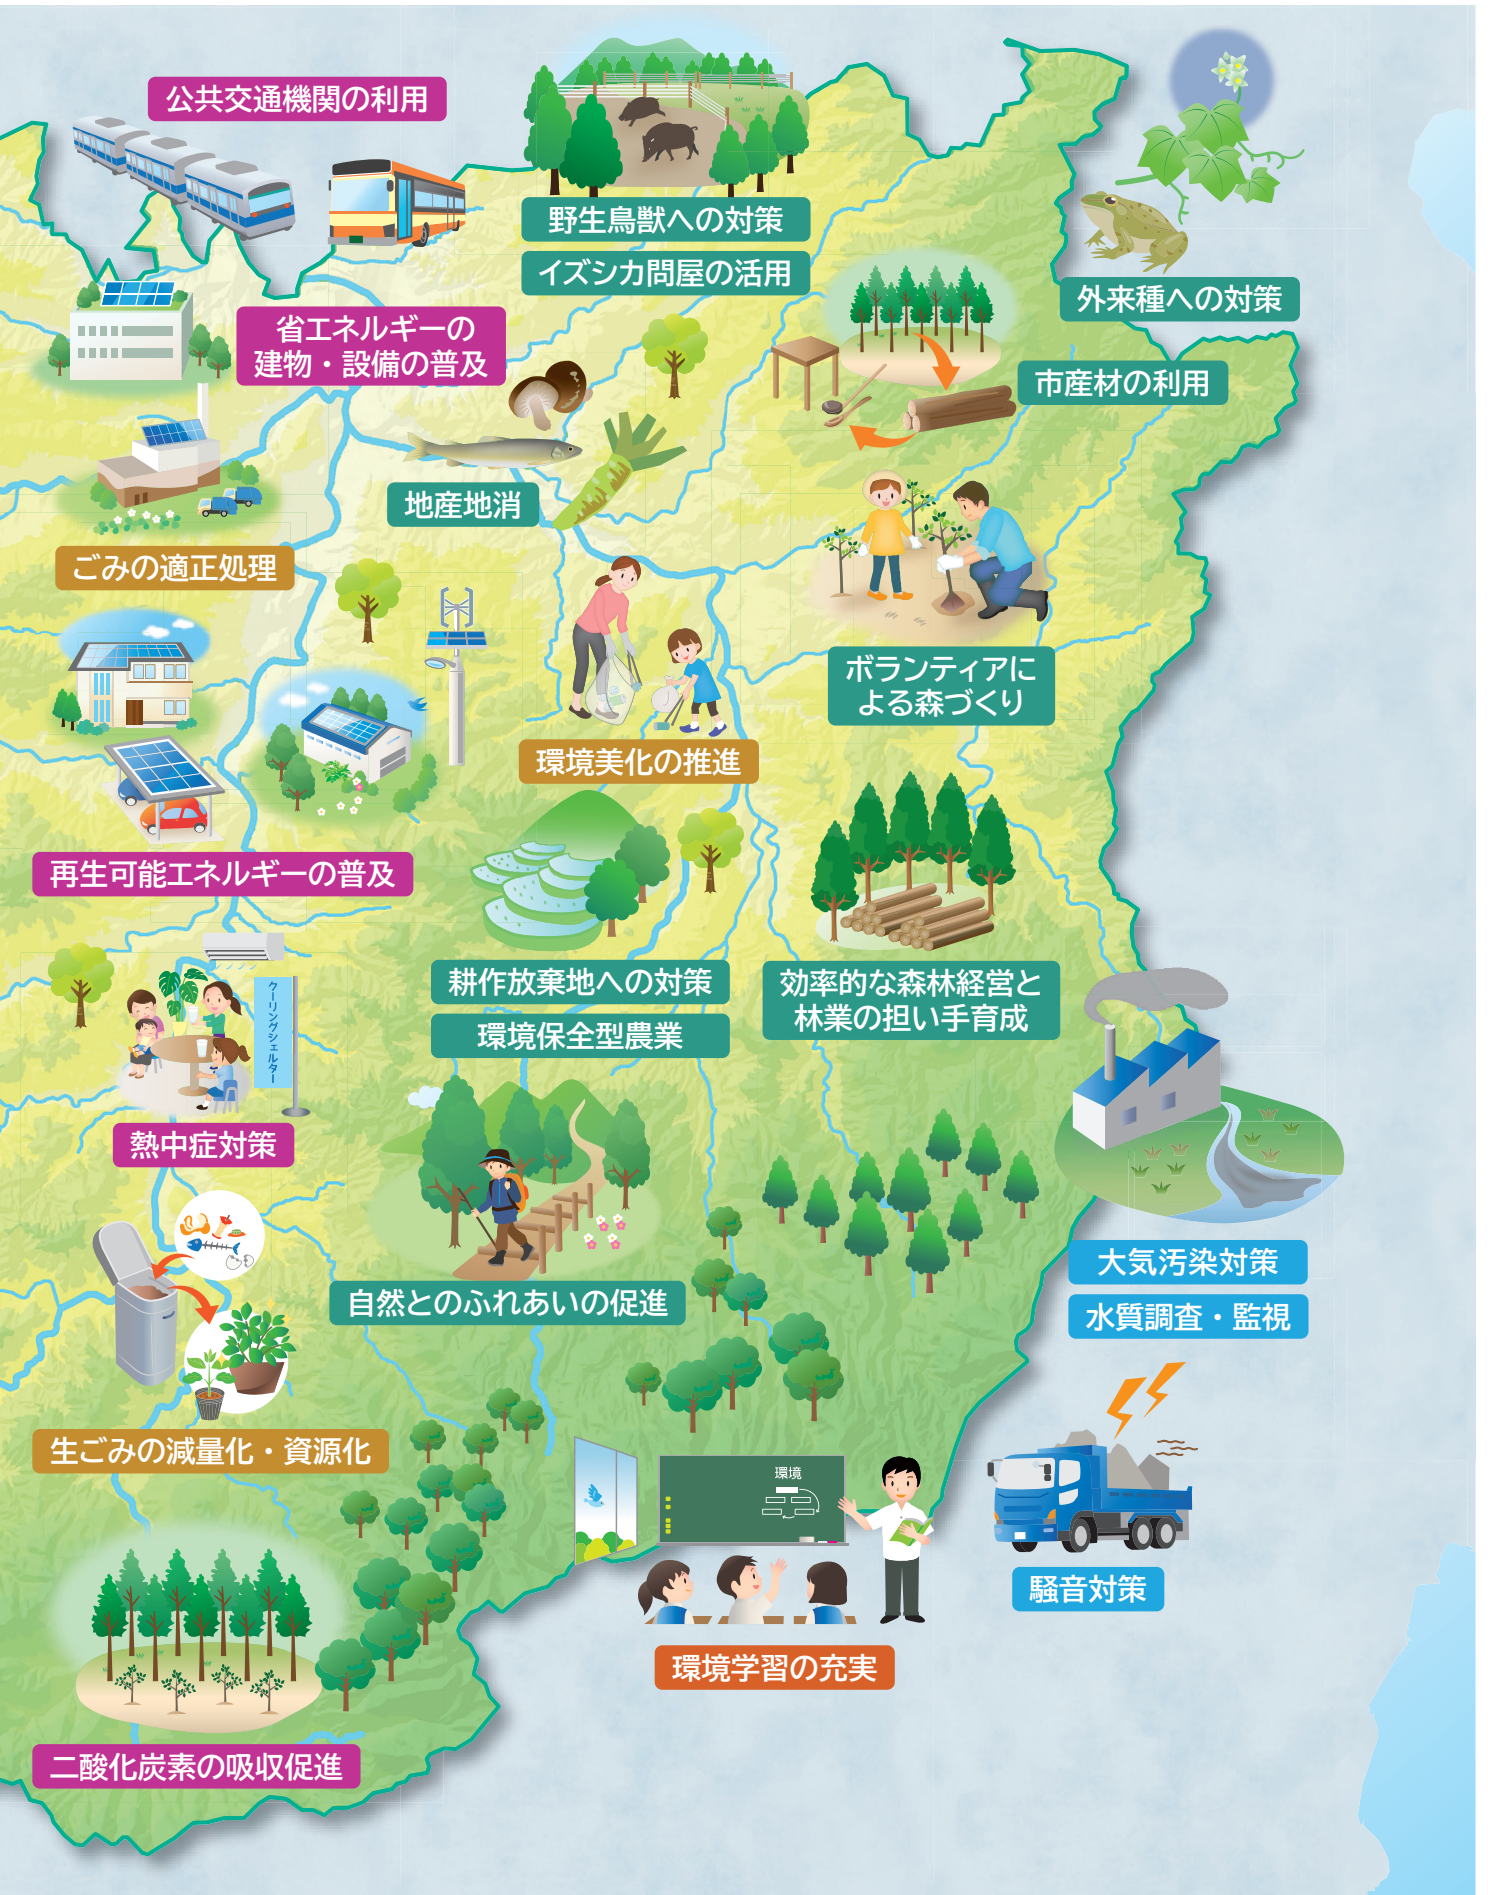 公共交通機関の利用
野生鳥獣への対策
イズシカ問屋の活用
外来種への対策
省エネルギーの
建物・設備の普及
市産材の利用
地産地消
ごみの適正処理
ボランティアに
よる森づくり
環境美化の推進
再生可能エネルギーの普及
耕作放棄地への対策
環境保全型農業
効率的な森林経営と
林業の担い手育成
クーリングシェルター
熱中症対策
自然とのふれあいの促進
大気汚染対策
水質調査・監視
生ごみの減量化・資源化
環境
騒音対策
環境学習の充実
二酸化炭素の吸収促進